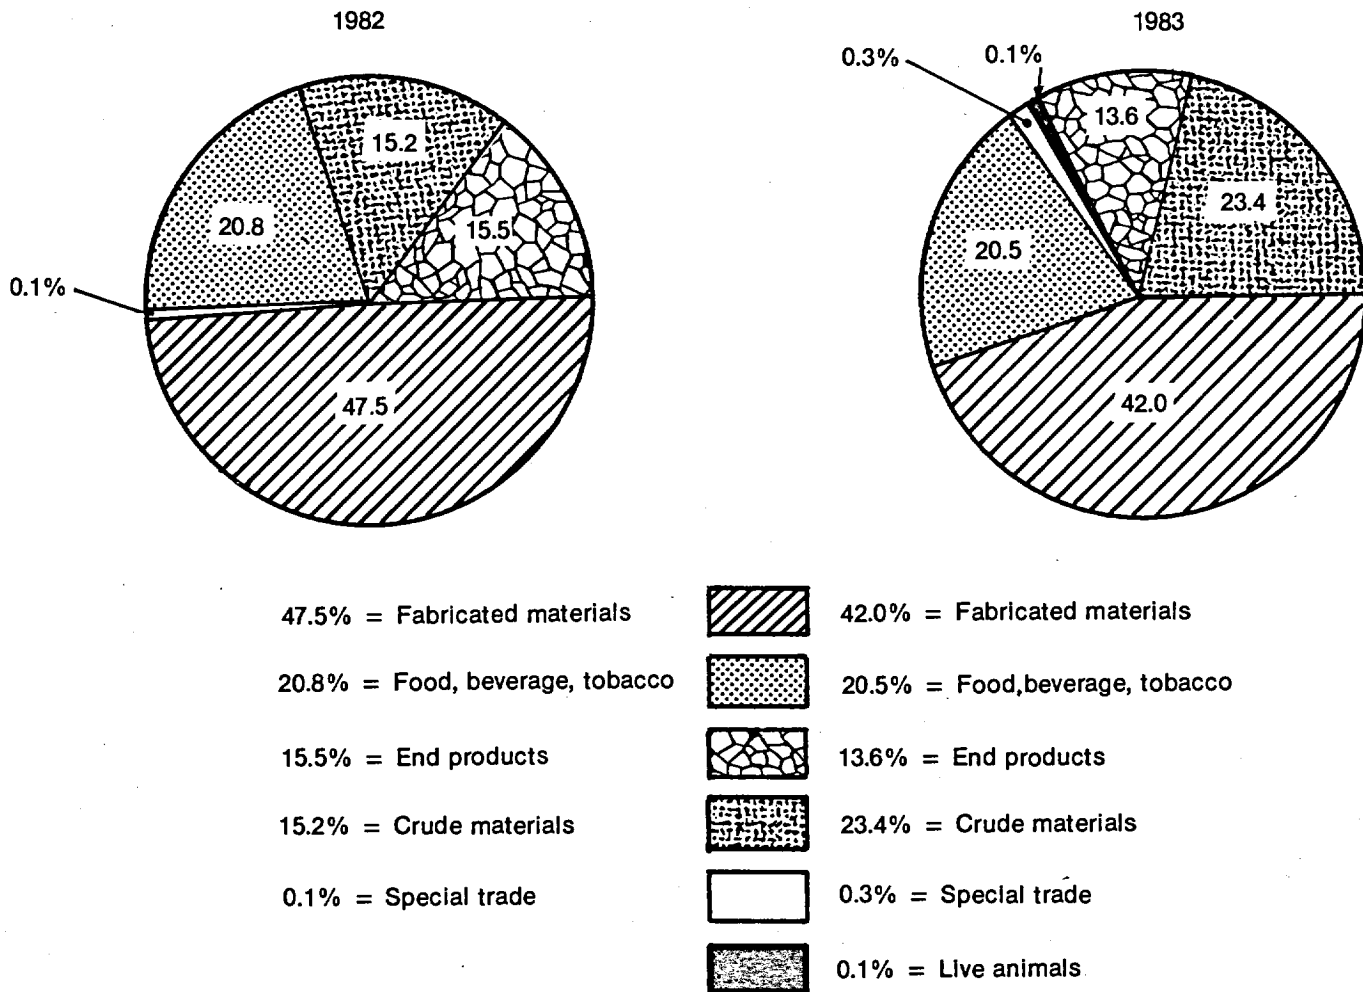 1982
1983
0.3%
0.1%
13.6
15.2
23.4
20.8
15.5
20.5
0.1%
47.5
42.0
47.5% = Fabricated materials
42.0% = Fabricated materials
20.8% = Food, beverage, tobacco
20.5% = Food,beverage, tobacco
15.5% = End products
13.6% = End products
15.2% = Crude materials
23.4% = Crude materials
0.1% = Special trade
0.3% = Special trade
0.1% = Live animals